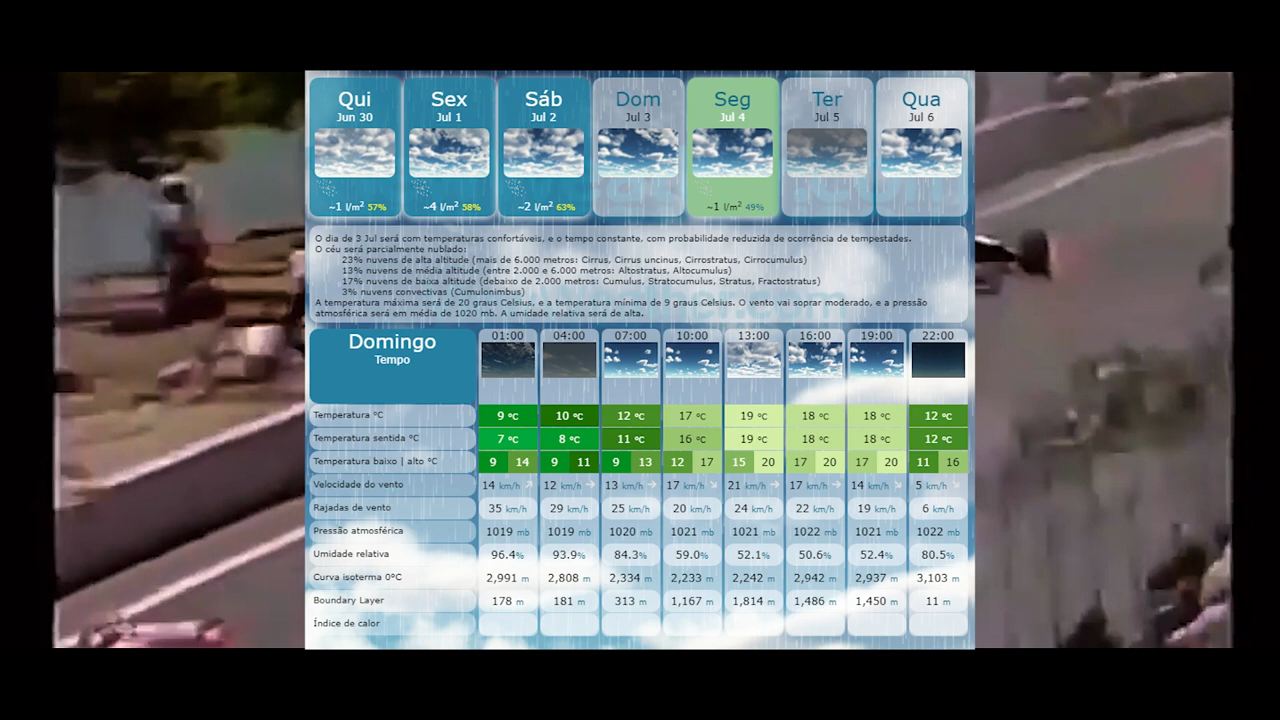 Qui Sex Sáb Dom Seg Ter Qua
Jun 30 Jul 1 Jul 2 Jul 3 Jul 4 Jul 5 Jul 6
~1 l/m² 57% ~4 l/m² 58% ~2 l/m² 63% ~1 l/m² 49%
O dia de 3 Jul será com temperaturas confortáveis, e o tempo constante, com probabilidade reduzida de ocorrência de tempestades.
O céu será parcialmente nublado:
23% nuvens de alta altitude (mais de 6.000 metros: Cirrus, Cirrus uncinus, Cirrostratus, Cirrocumulus)
13% nuvens de média altitude (entre 2.000 e 6.000 metros: Altostratus, Altocumulus)
17% nuvens de baixa altitude (debaixo de 2.000 metros: Cumulus, Stratocumulus, Stratus, Fractostratus)
3% nuvens convectivas (Cumulonimbus)
A temperatura máxima será de 20 graus Celsius, e a temperatura mínima de 9 graus Celsius. O vento vai soprar moderado, e a pressão
atmosférica será em média de 1020 mb. A umidade relativa será de alta.
Domingo 01:00 04:00 07:00 10:00 13:00 16:00 19:00 22:00
Tempo
Temperatura °C 9 °C 10 °C 12 °C 17 °C 19 °C 18 °C 18 °C 12 °C
Temperatura sentida °C 7 °C 8 °C 11 °C 16 °C 19 °C 18 °C 18 °C 12 °C
Temperatura baixo | alto °C 9 14 9 11 9 13 12 17 15 20 17 20 17 20 11 16
Velocidade do vento 14 km/h 12 km/h 13 km/h 17 km/h 21 km/h 17 km/h 14 km/h 5 km/h
Rajadas de vento 35 km/h 29 km/h 25 km/h 20 km/h 24 km/h 22 km/h 19 km/h 6 km/h
Pressão atmosférica 1019 mb 1019 mb 1020 mb 1021 mb 1021 mb 1022 mb 1021 mb 1022 mb
Umidade relativa 96.4% 93.9% 84.3% 59.0% 52.1% 50.6% 52.4% 80.5%
Curva isoterma 0°C 2,991 m 2,808 m 2,334 m 2,233 m 2,242 m 2,942 m 2,937 m 3,103 m
Boundary Layer 178 m 181 m 313 m 1,167 m 1,814 m 1,486 m 1,450 m 11 m
Índice de calor